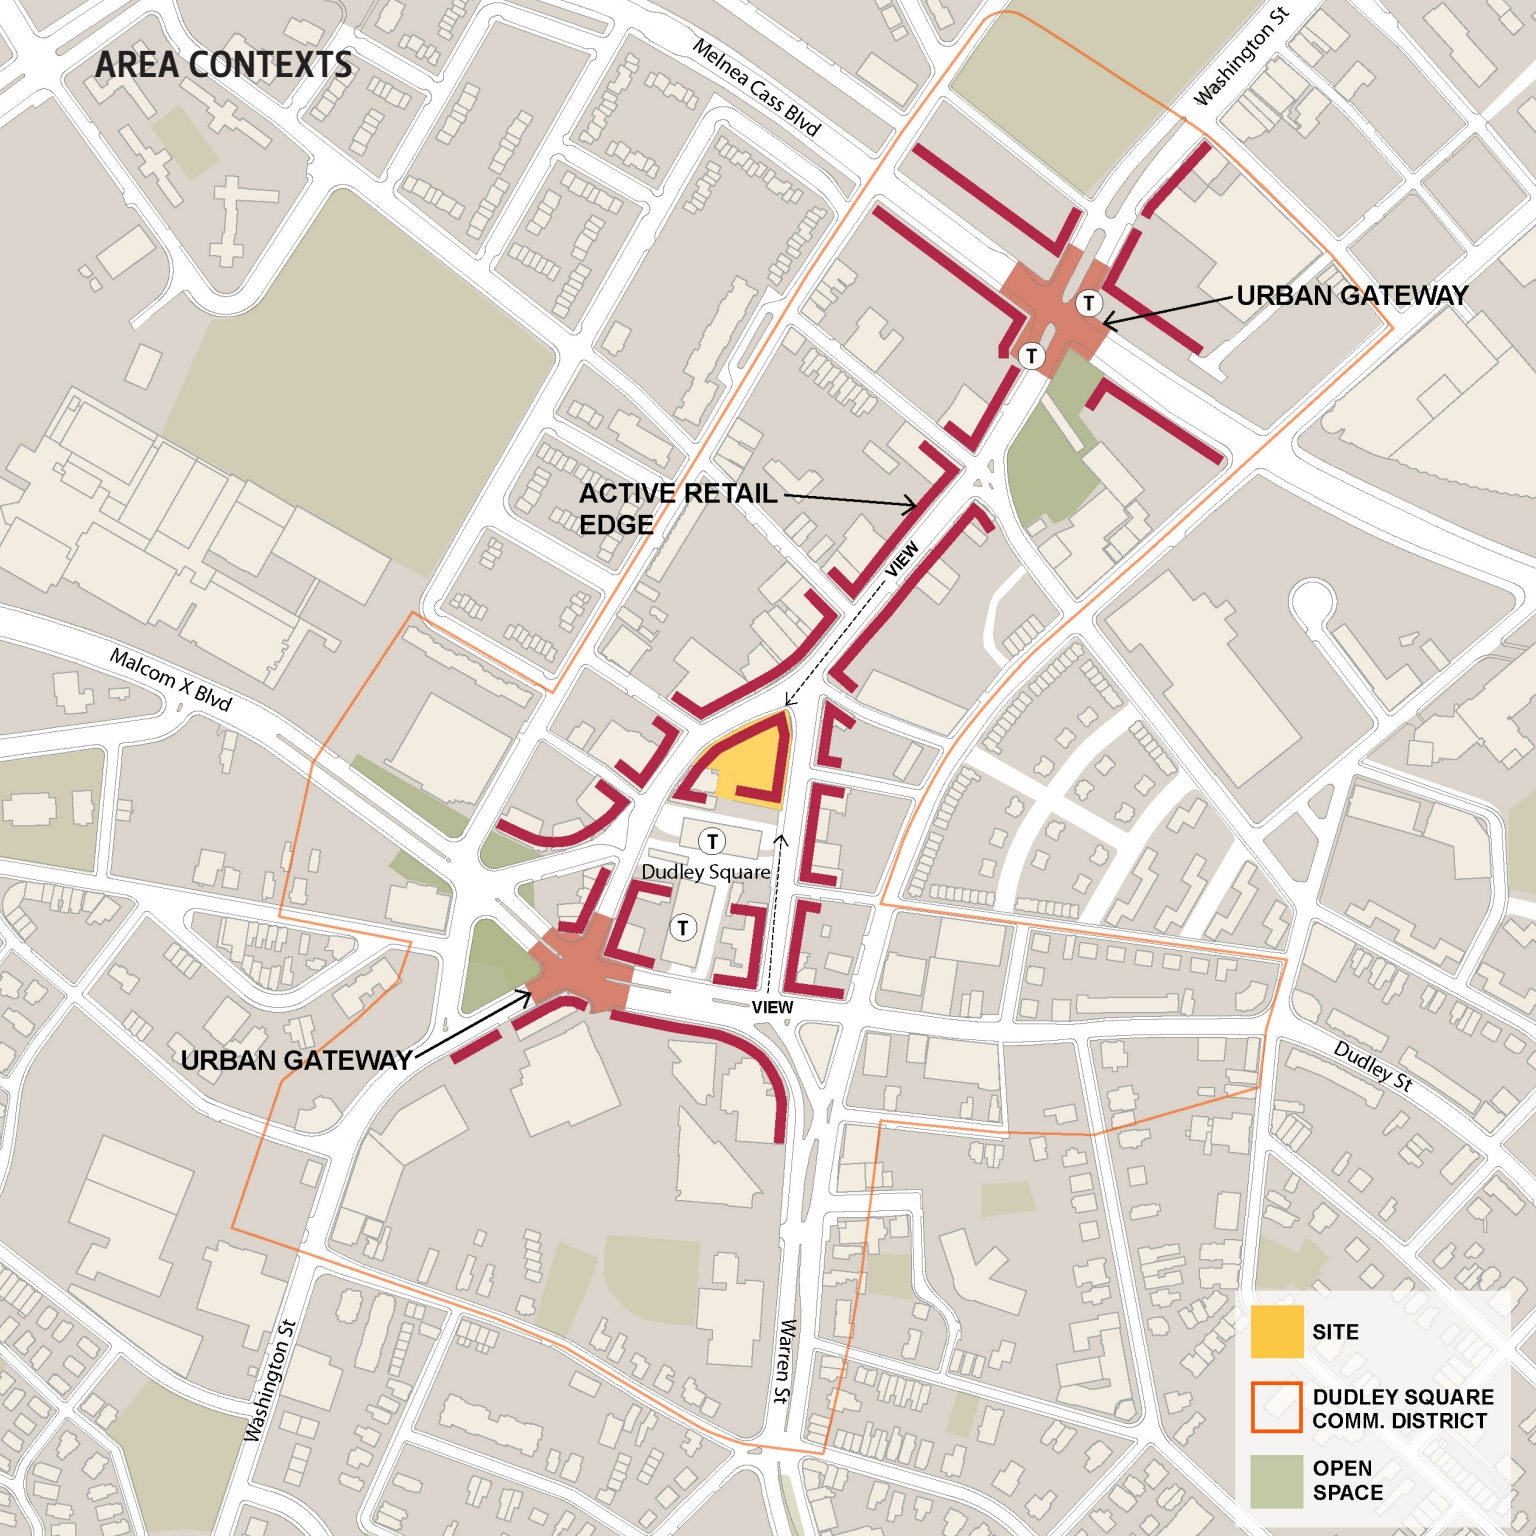 AREA CONTEXTS
Melnea Cass Blvd
Washington St
T
URBAN GATEWAY
T
ACTIVE RETAIL
EDGE
VIEW
Malcom X Blvd
T
Dudley Square
T
VIEW
URBAN GATEWAY
Dudley St
Washington St
Warren St
SITE
DUDLEY SQUARE
COMM. DISTRICT
OPEN
SPACE